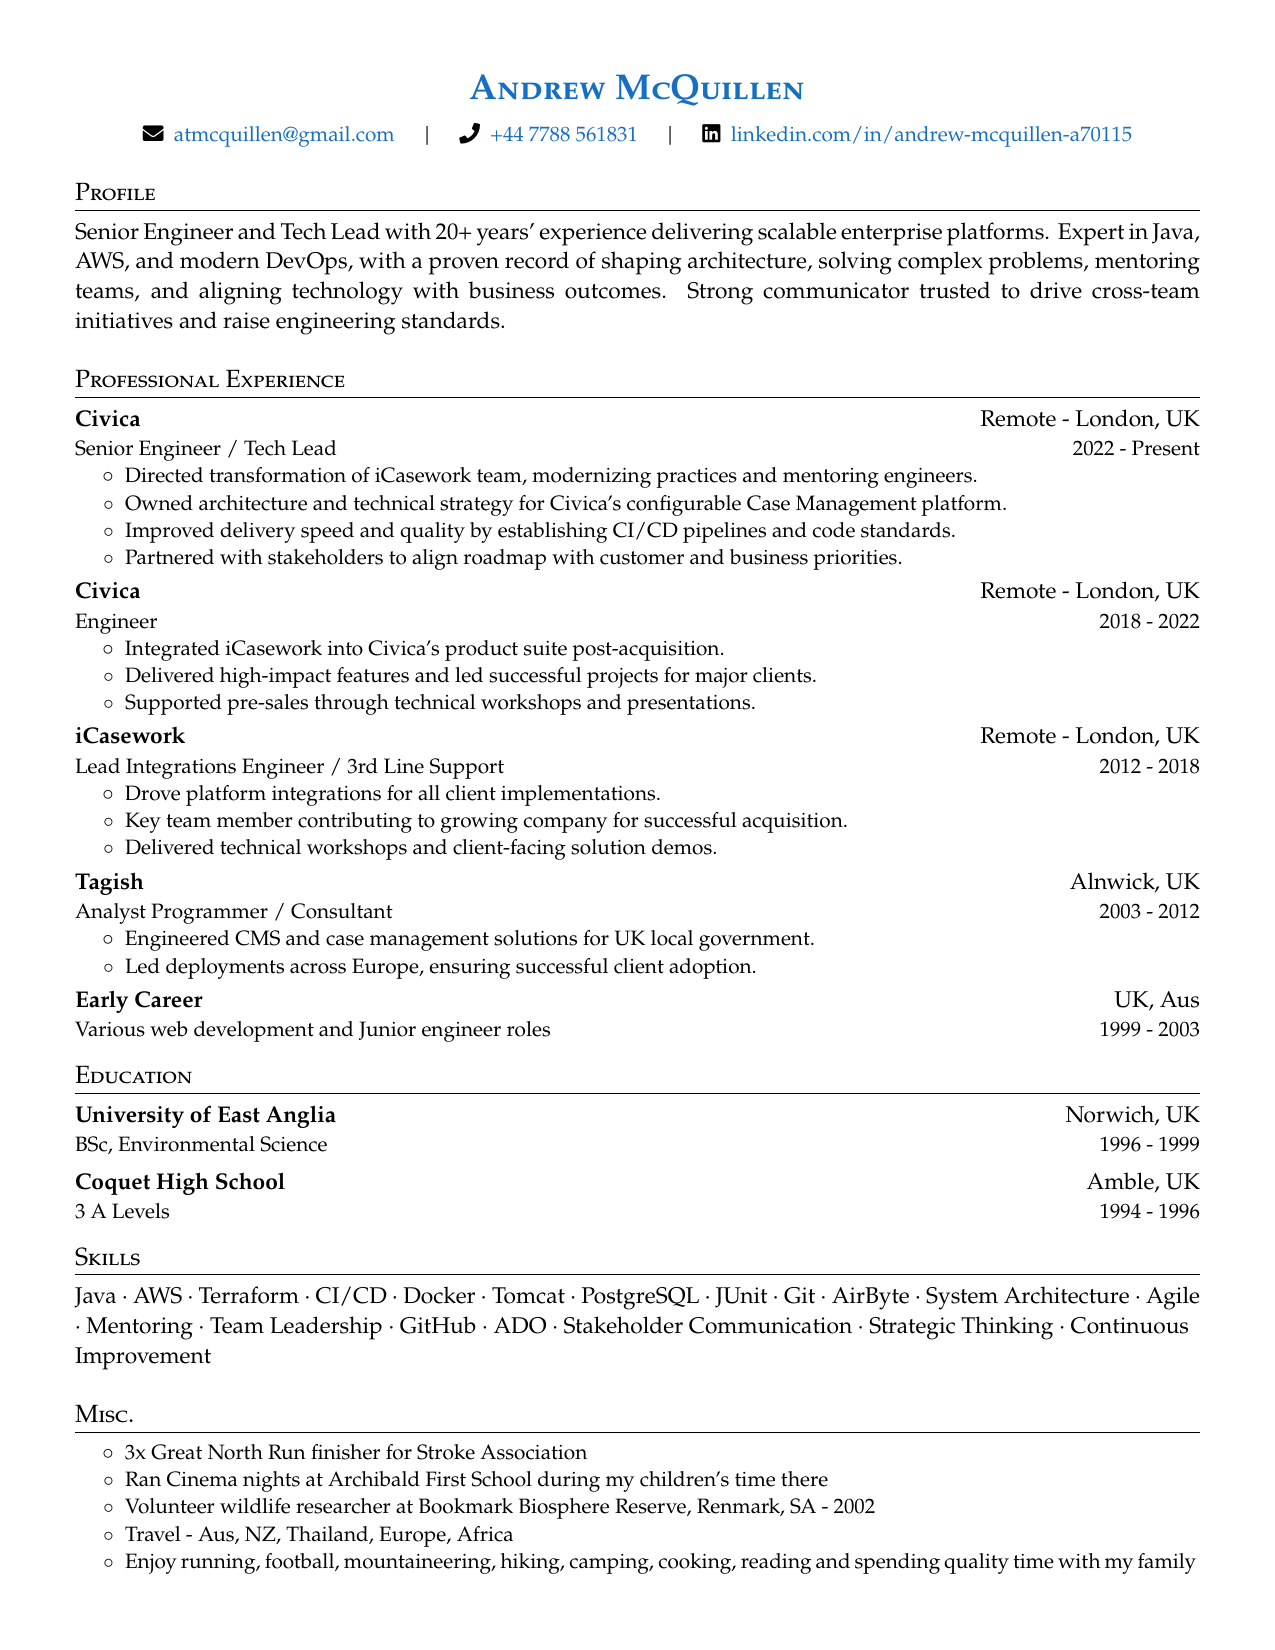 Andrew McQuillen
atmcquillen@gmail.com | +44 7788 561831 | linkedin.com/in/andrew-mcquillen-a70115
Profile
Senior Engineer and Tech Lead with 20+ years' experience delivering scalable enterprise platforms. Expert in Java,
AWS, and modern DevOps, with a proven record of shaping architecture, solving complex problems, mentoring
teams, and aligning technology with business outcomes. Strong communicator trusted to drive cross-team
initiatives and raise engineering standards.
Professional Experience
Civica Remote - London, UK
Senior Engineer / Tech Lead 2022 - Present
◦ Directed transformation of iCasework team, modernizing practices and mentoring engineers.
◦ Owned architecture and technical strategy for Civica's configurable Case Management platform.
◦ Improved delivery speed and quality by establishing CI/CD pipelines and code standards.
◦ Partnered with stakeholders to align roadmap with customer and business priorities.
Civica Remote - London, UK
Engineer 2018 - 2022
◦ Integrated iCasework into Civica's product suite post-acquisition.
◦ Delivered high-impact features and led successful projects for major clients.
◦ Supported pre-sales through technical workshops and presentations.
iCasework Remote - London, UK
Lead Integrations Engineer / 3rd Line Support 2012 - 2018
◦ Drove platform integrations for all client implementations.
◦ Key team member contributing to growing company for successful acquisition.
◦ Delivered technical workshops and client-facing solution demos.
Tagish Alnwick, UK
Analyst Programmer / Consultant 2003 - 2012
◦ Engineered CMS and case management solutions for UK local government.
◦ Led deployments across Europe, ensuring successful client adoption.
Early Career UK, Aus
Various web development and Junior engineer roles 1999 - 2003
Education
University of East Anglia Norwich, UK
BSc, Environmental Science 1996 - 1999
Coquet High School Amble, UK
3 A Levels 1994 - 1996
Skills
Java · AWS · Terraform · CI/CD · Docker · Tomcat · PostgreSQL · JUnit · Git · AirByte · System Architecture · Agile
· Mentoring · Team Leadership · GitHub · ADO · Stakeholder Communication · Strategic Thinking · Continuous
Improvement
Misc.
◦ 3x Great North Run finisher for Stroke Association
◦ Ran Cinema nights at Archibald First School during my children's time there
◦ Volunteer wildlife researcher at Bookmark Biosphere Reserve, Renmark, SA - 2002
◦ Travel - Aus, NZ, Thailand, Europe, Africa
◦ Enjoy running, football, mountaineering, hiking, camping, cooking, reading and spending quality time with my family